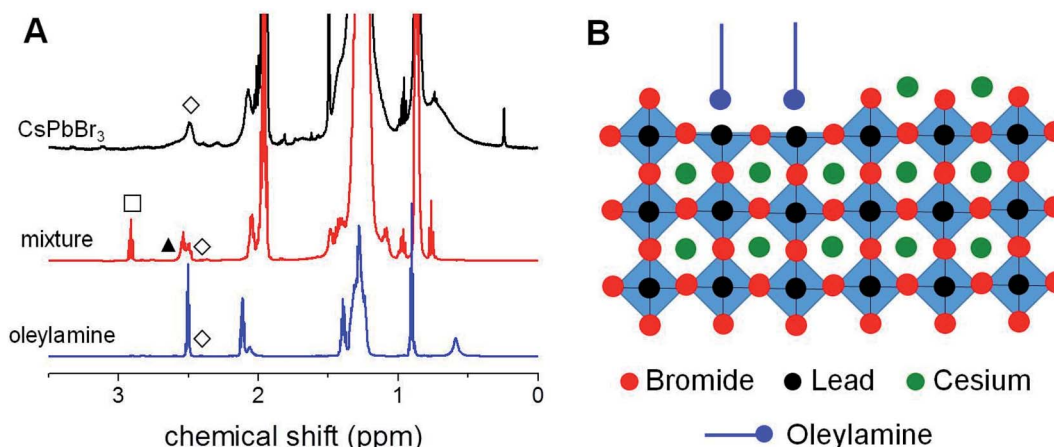 A
CsPbBr₃
mixture
oleylamine
3 2 1 0
chemical shift (ppm)
B
Bromide Lead Cesium
Oleylamine